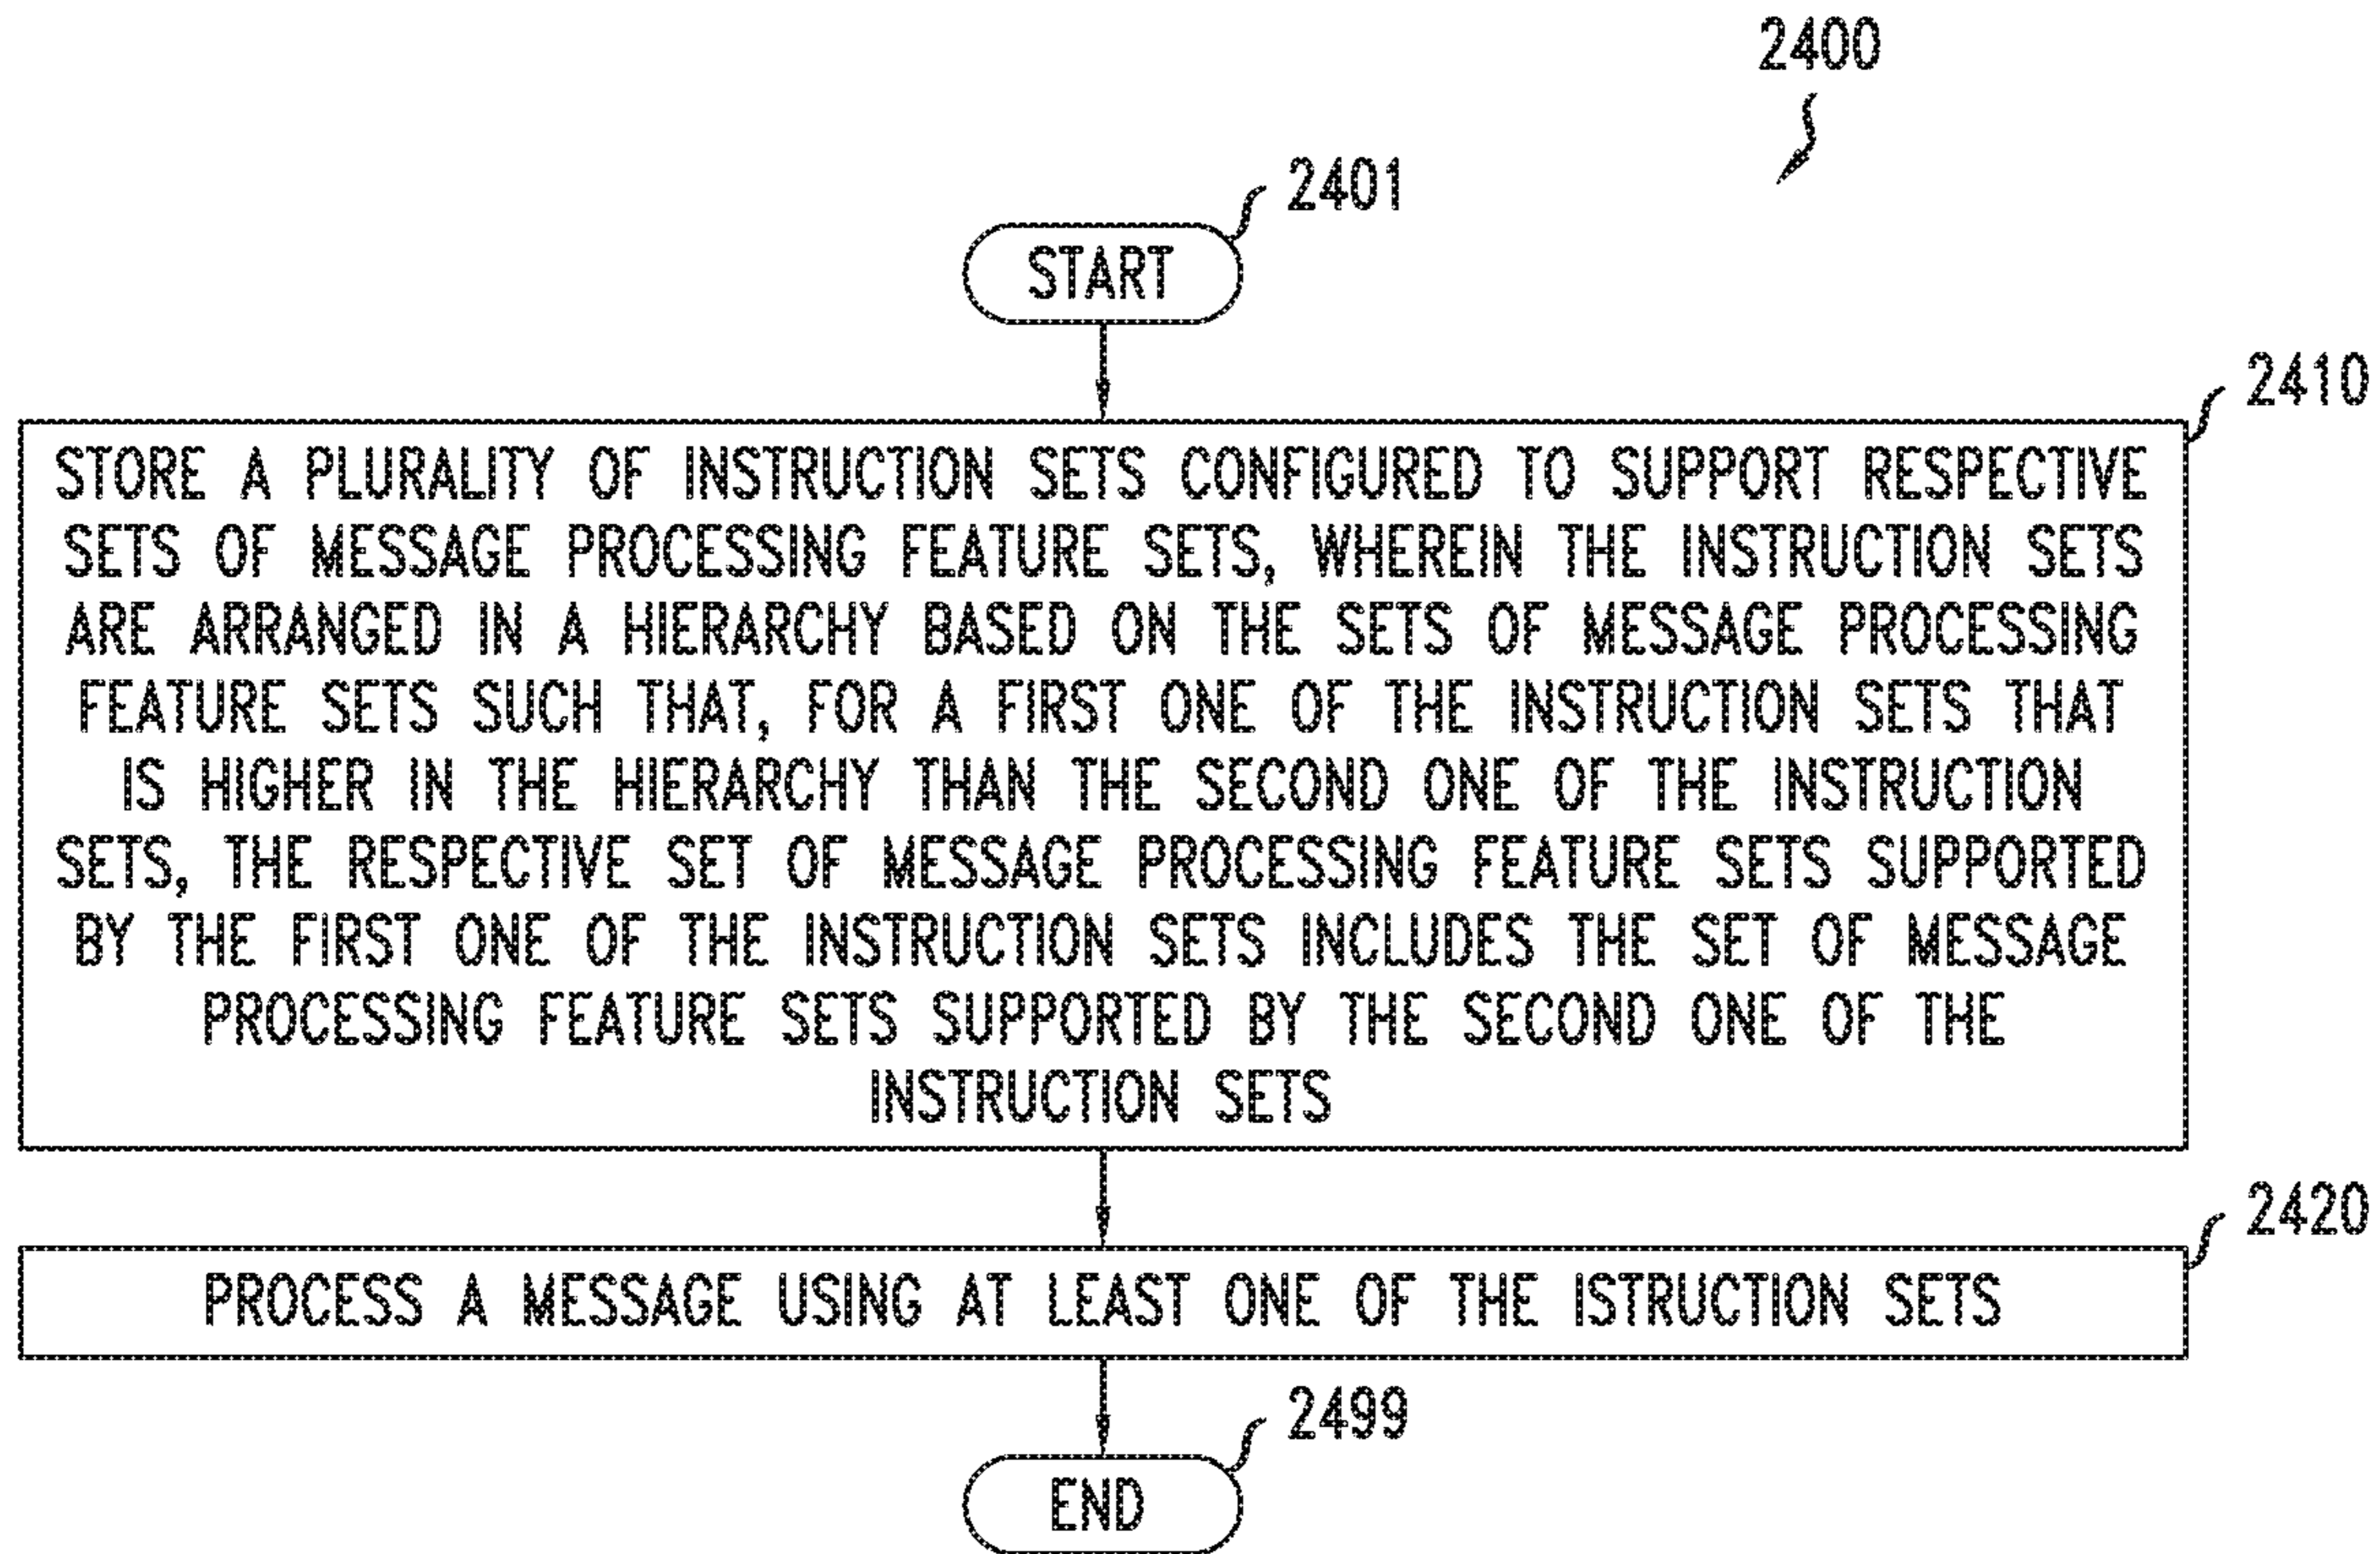 2400
2401
START
2410
STORE A PLURALITY OF INSTRUCTION SETS CONFIGURED TO SUPPORT RESPECTIVE
SETS OF MESSAGE PROCESSING FEATURE SETS, WHEREIN THE INSTRUCTION SETS
ARE ARRANGED IN A HIERARCHY BASED ON THE SETS OF MESSAGE PROCESSING
FEATURE SETS SUCH THAT, FOR A FIRST ONE OF THE INSTRUCTION SETS THAT
IS HIGHER IN THE HIERARCHY THAN THE SECOND ONE OF THE INSTRUCTION
SETS, THE RESPECTIVE SET OF MESSAGE PROCESSING FEATURE SETS SUPPORTED
BY THE FIRST ONE OF THE INSTRUCTION SETS INCLUDES THE SET OF MESSAGE
PROCESSING FEATURE SETS SUPPORTED BY THE SECOND ONE OF THE
INSTRUCTION SETS
2420
PROCESS A MESSAGE USING AT LEAST ONE OF THE ISTRUCTION SETS
2499
END